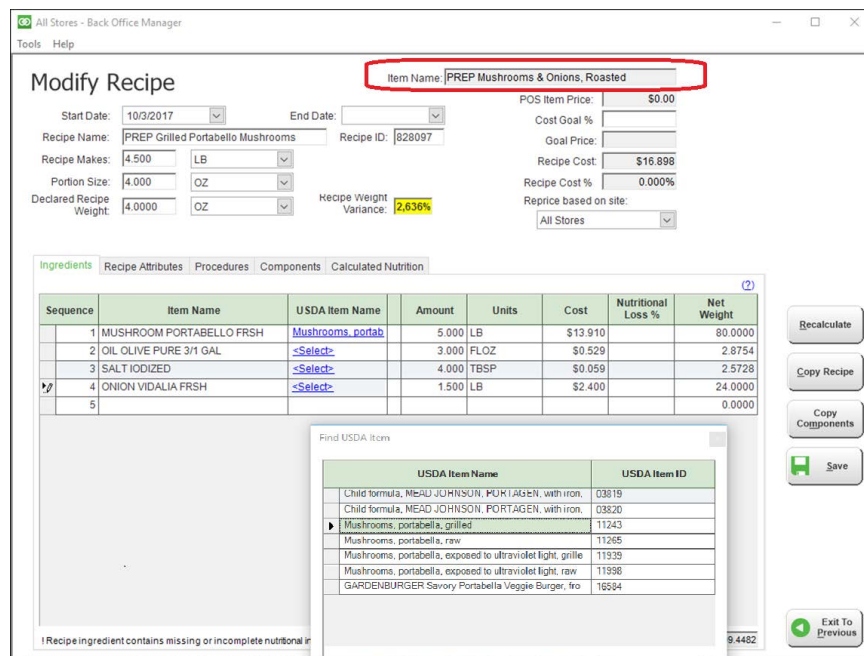 All Stores - Back Office Manager
Tools Help
Modify Recipe
Item Name: PREP Mushrooms & Onions, Roasted
POS Item Price: $0.00
Start Date: 10/3/2017 End Date: Cost Goal %
Recipe Name: PREP Grilled Portabello Mushrooms Recipe ID: 828097 Goal Price:
Recipe Makes: 4.500 LB Recipe Cost: $16.898
Portion Size: 4.000 OZ Recipe Cost % 0.000%
Declared Recipe Weight: 4.0000 OZ Recipe Weight Variance: 2,636% Reprice based on site:
All Stores
Ingredients Recipe Attributes Procedures Components Calculated Nutrition
(?)
Sequence Item Name USDA Item Name Amount Units Cost Nutritional Loss % Net Weight
1 MUSHROOM PORTABELLO FRSH Mushrooms, portab 5.000 LB $13.910 80.0000
2 OIL OLIVE PURE 3/1 GAL <Select> 3.000 FLOZ $0.529 2.8754
3 SALT IODIZED <Select> 4.000 TBSP $0.059 2.5728
4 ONION VIDALIA FRSH <Select> 1.500 LB $2.400 24.0000
5 0.0000
Recalculate
Copy Recipe
Copy Components
Save
Find USDA Item
USDA Item Name USDA Item ID
Child formula, MEAD JOHNSON, PORTAGEN, with iron, 03819
Child formula, MEAD JOHNSON, PORTAGEN, with iron, 03820
Mushrooms, portabella, grilled 11243
Mushrooms, portabella, raw 11265
Mushrooms, portabella, exposed to ultraviolet light, grille 11939
Mushrooms, portabella, exposed to ultraviolet light, raw 11998
GARDENBURGER Savory Portabella Veggie Burger, fro 16584
! Recipe ingredient contains missing or incomplete nutritional in 9.4482
Exit To Previous